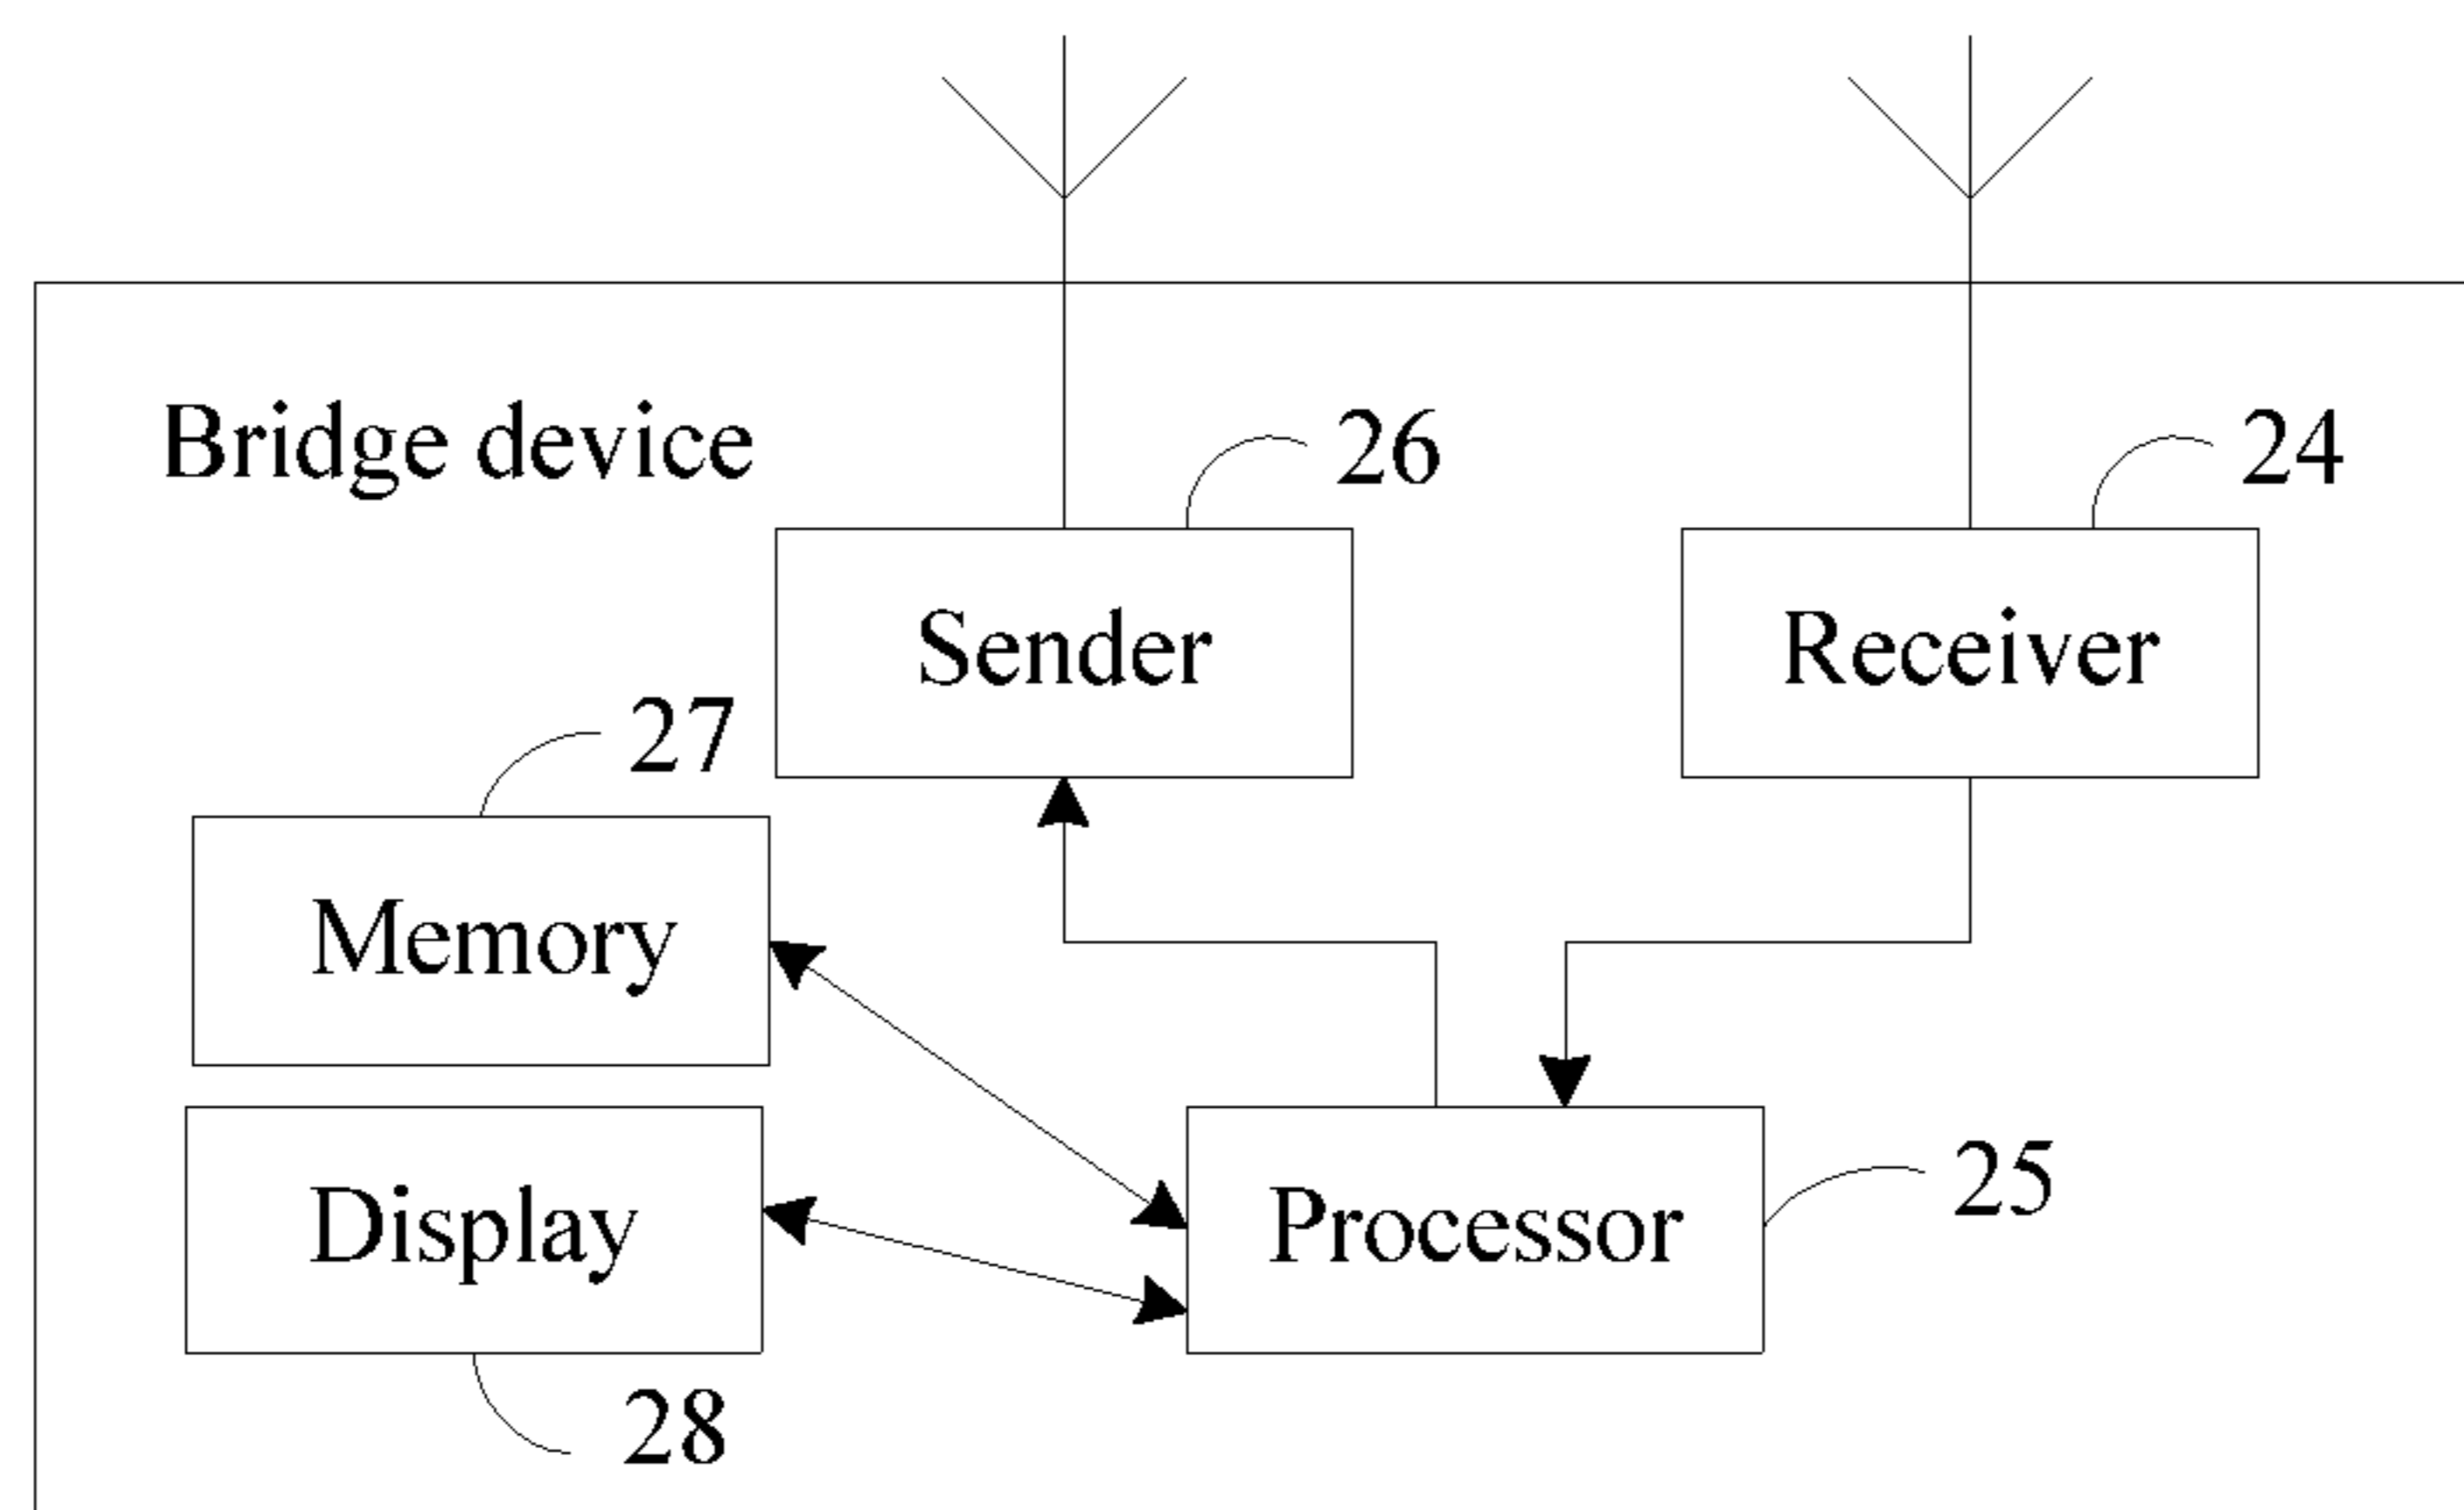 Bridge device
26
24
Sender
Receiver
27
Memory
Display
Processor
25
28